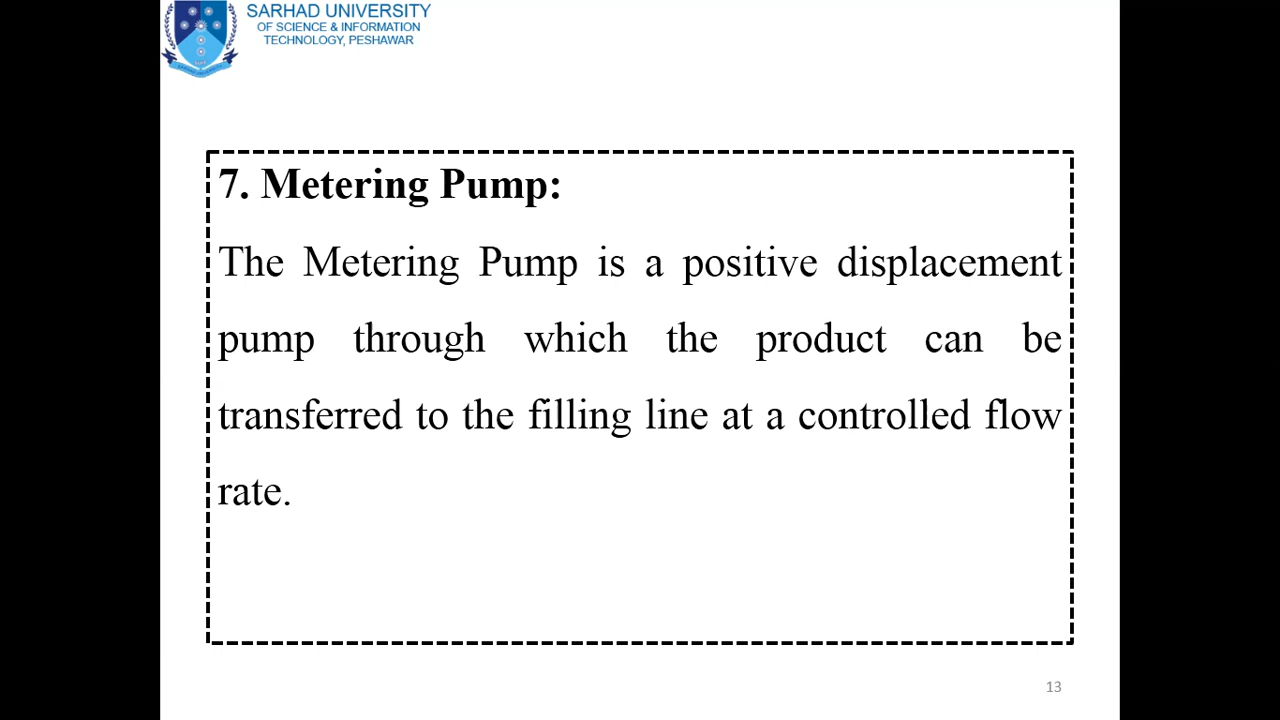 SARHAD UNIVERSITY
OF SCIENCE & INFORMATION
TECHNOLOGY, PESHAWAR
7. Metering Pump:
The Metering Pump is a positive displacement
pump through which the product can be
transferred to the filling line at a controlled flow
rate.
13